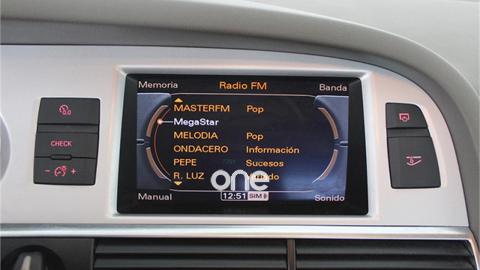 Memoria Radio FM Banda
MASTERFM Pop
MegaStar
MELODIA Pop
ONDACERO Información
PEPE Sucesos
R. LUZ
one
Manual 12:51 SIM Sonido
CHECK
- +